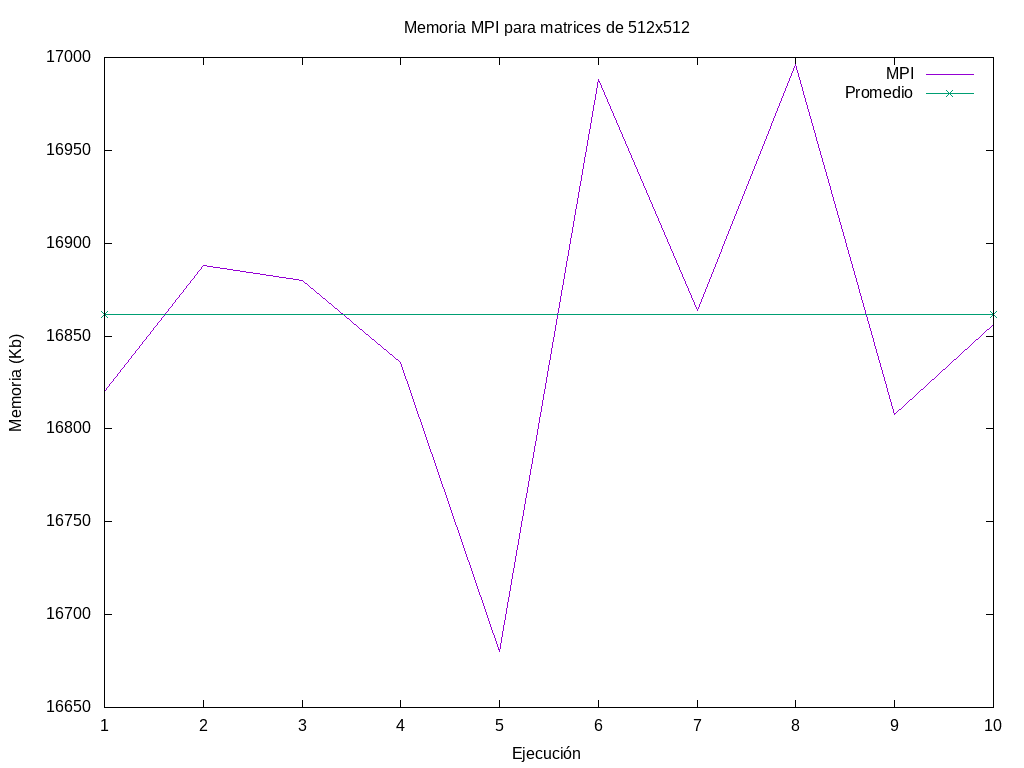 Memoria MPI para matrices de 512x512
17000
16950
16900
16850
16800
16750
16700
16650
Memoria (Kb)
MPI
Promedio
1 2 3 4 5 6 7 8 9 10
Ejecución